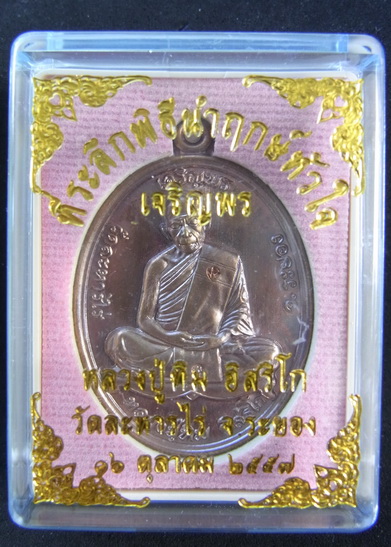 ที่ระลึกพิธีนำฤกษ์หัวใจ
เจริญพร
หลวงปู่ทิม อิสริโก
วัดละหารไร่ จ.ระยอง
๑๖ ตุลาคม ๒๕๕๗